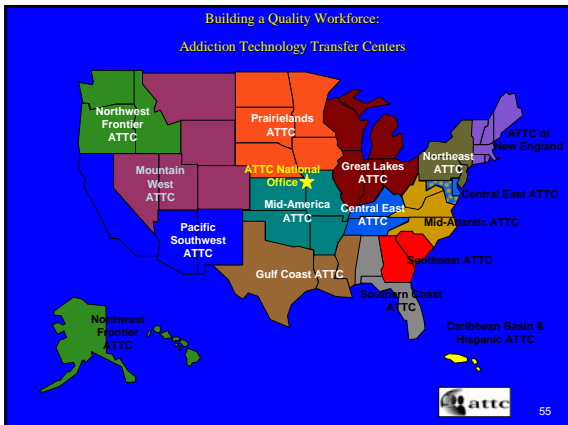 Building a Quality Workforce:
Addiction Technology Transfer Centers
Northwest
Frontier
ATTC
Prairielands
ATTC
ATTC of
New England
Great Lakes
ATTC
Northeast
ATTC
Mountain
West
ATTC
ATTC National
Office
Central East ATTC
Mid-America
ATTC
Central East
ATTC
Mid-Atlantic ATTC
Pacific
Southwest
ATTC
Southeast ATTC
Gulf Coast ATTC
Southern Coast
ATTC
Northwest
Frontier
ATTC
Caribbean Basin &
Hispanic ATTC
attc
55